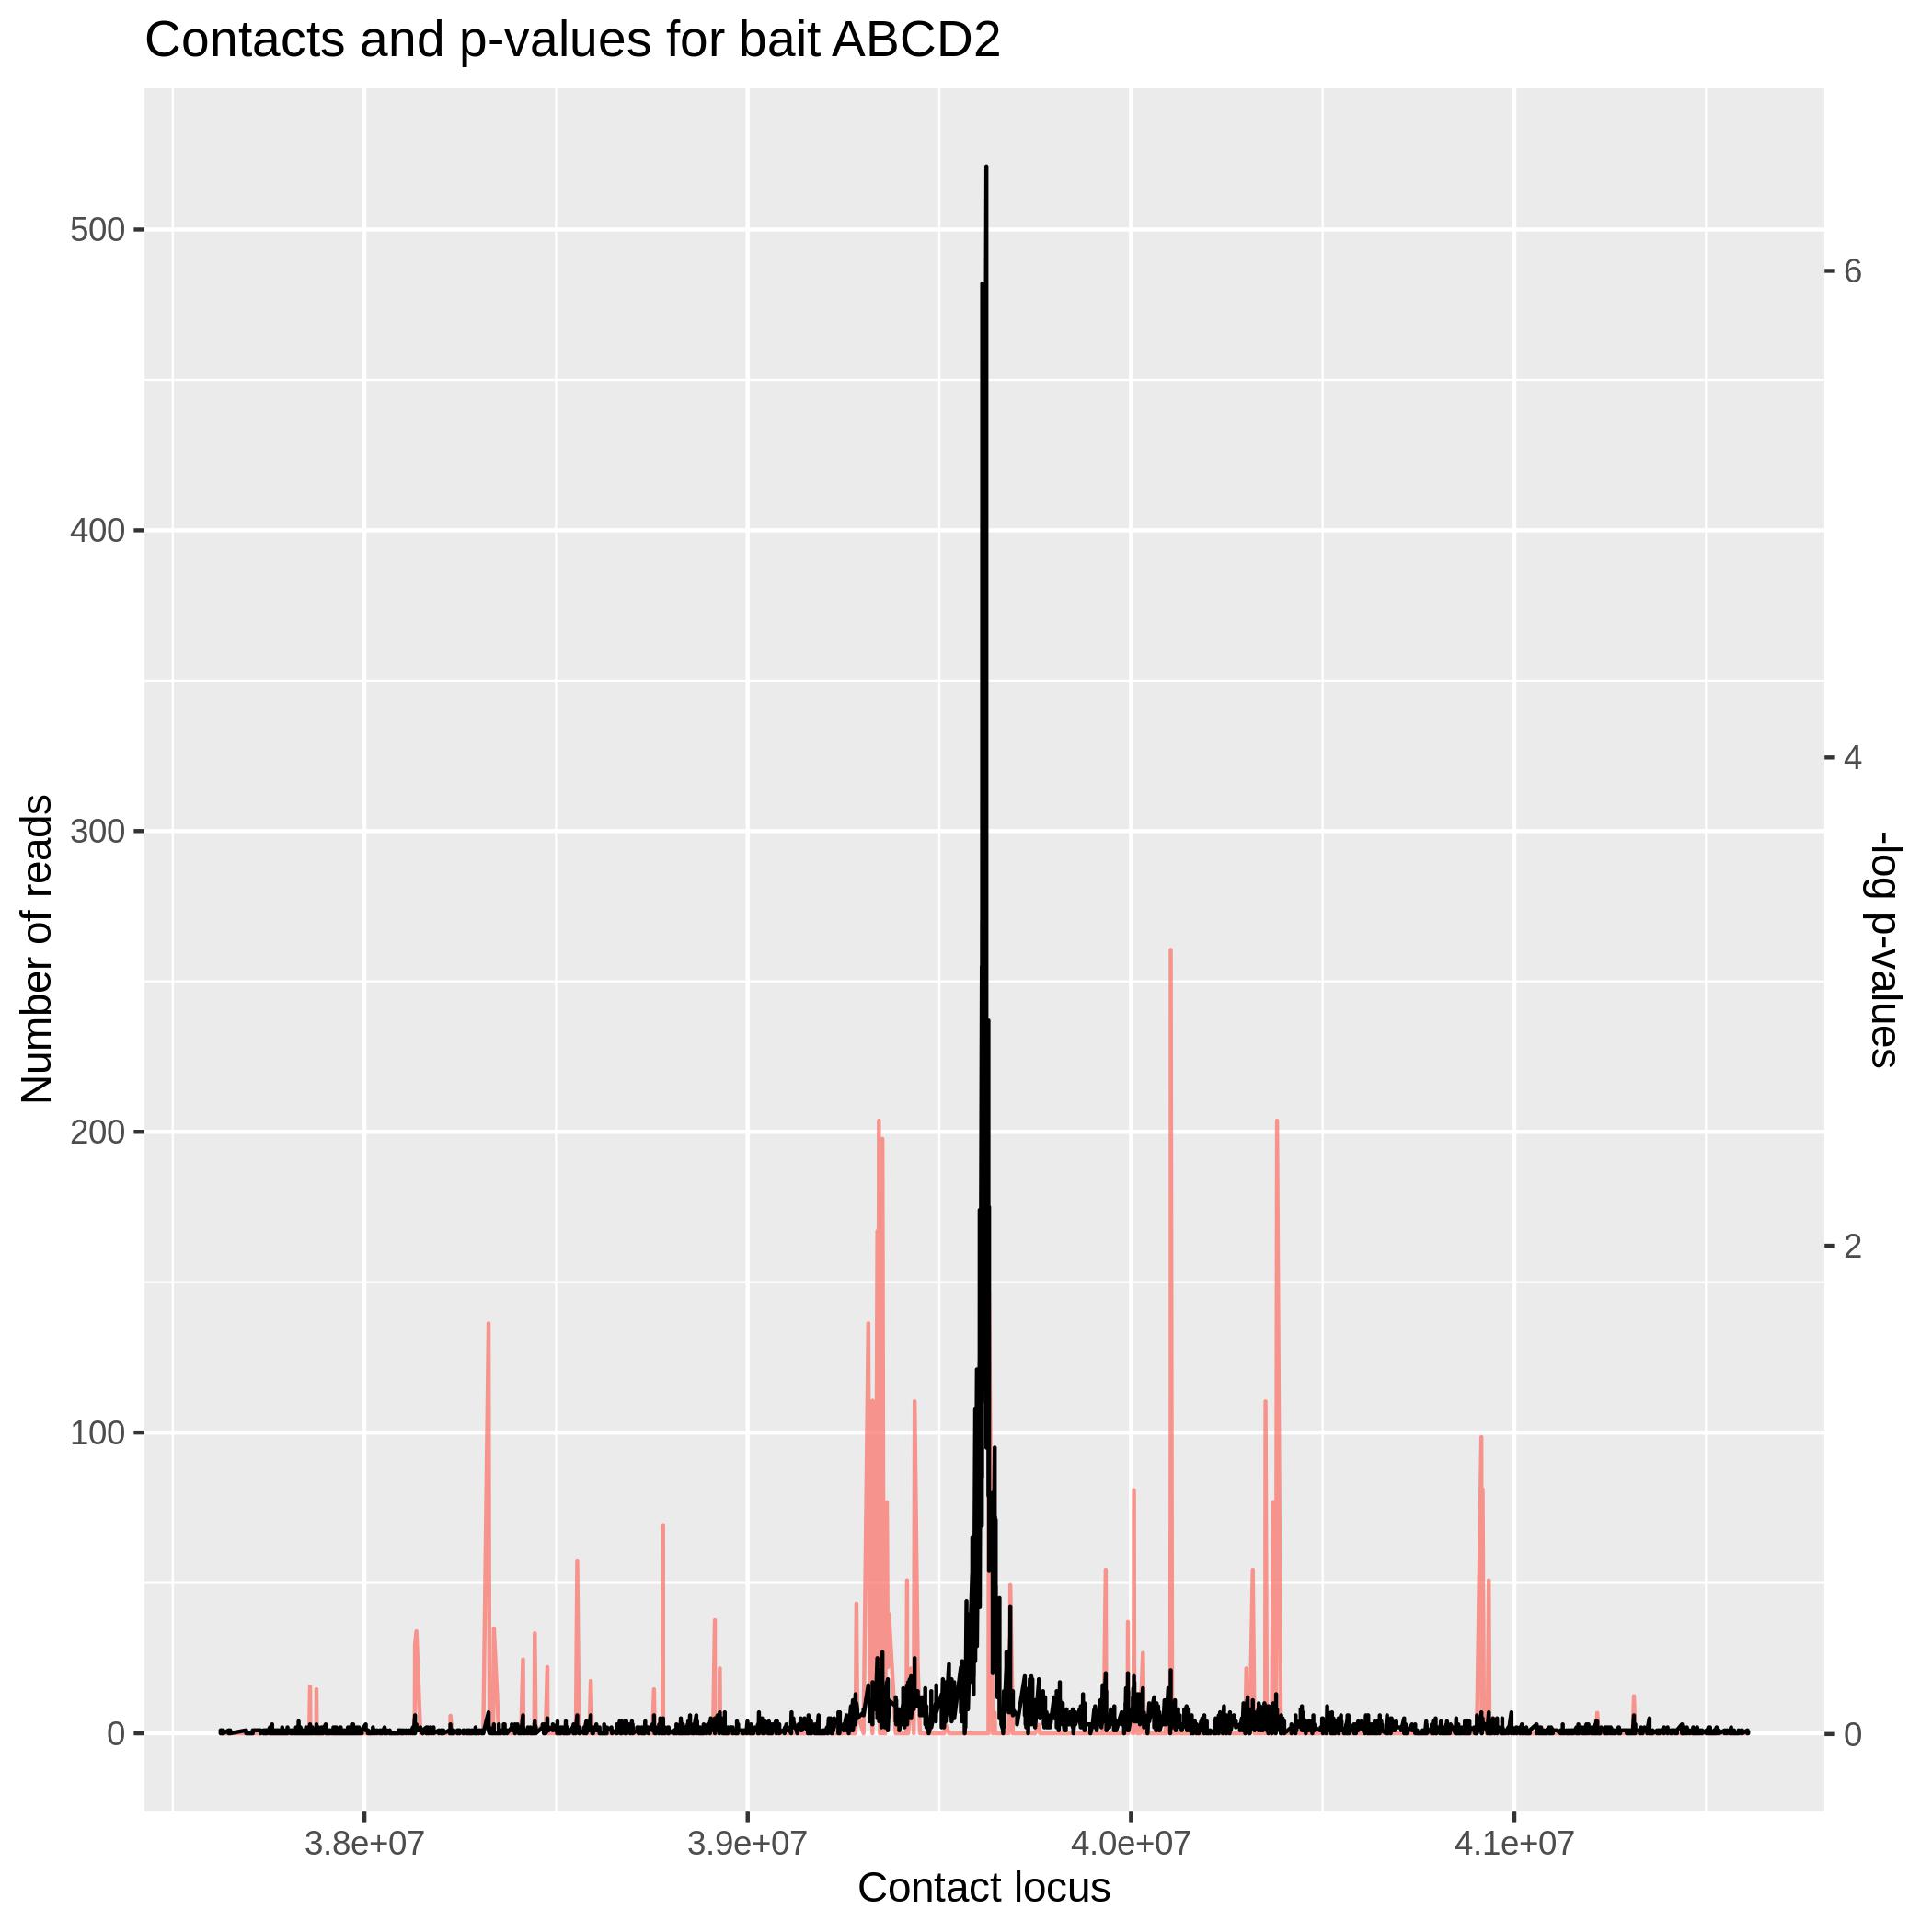 Contacts and p-values for bait ABCD2
Number of reads
500
400
300
200
100
0
6
4
2
0
-log p-values
3.8e+07
3.9e+07
4.0e+07
4.1e+07
Contact locus